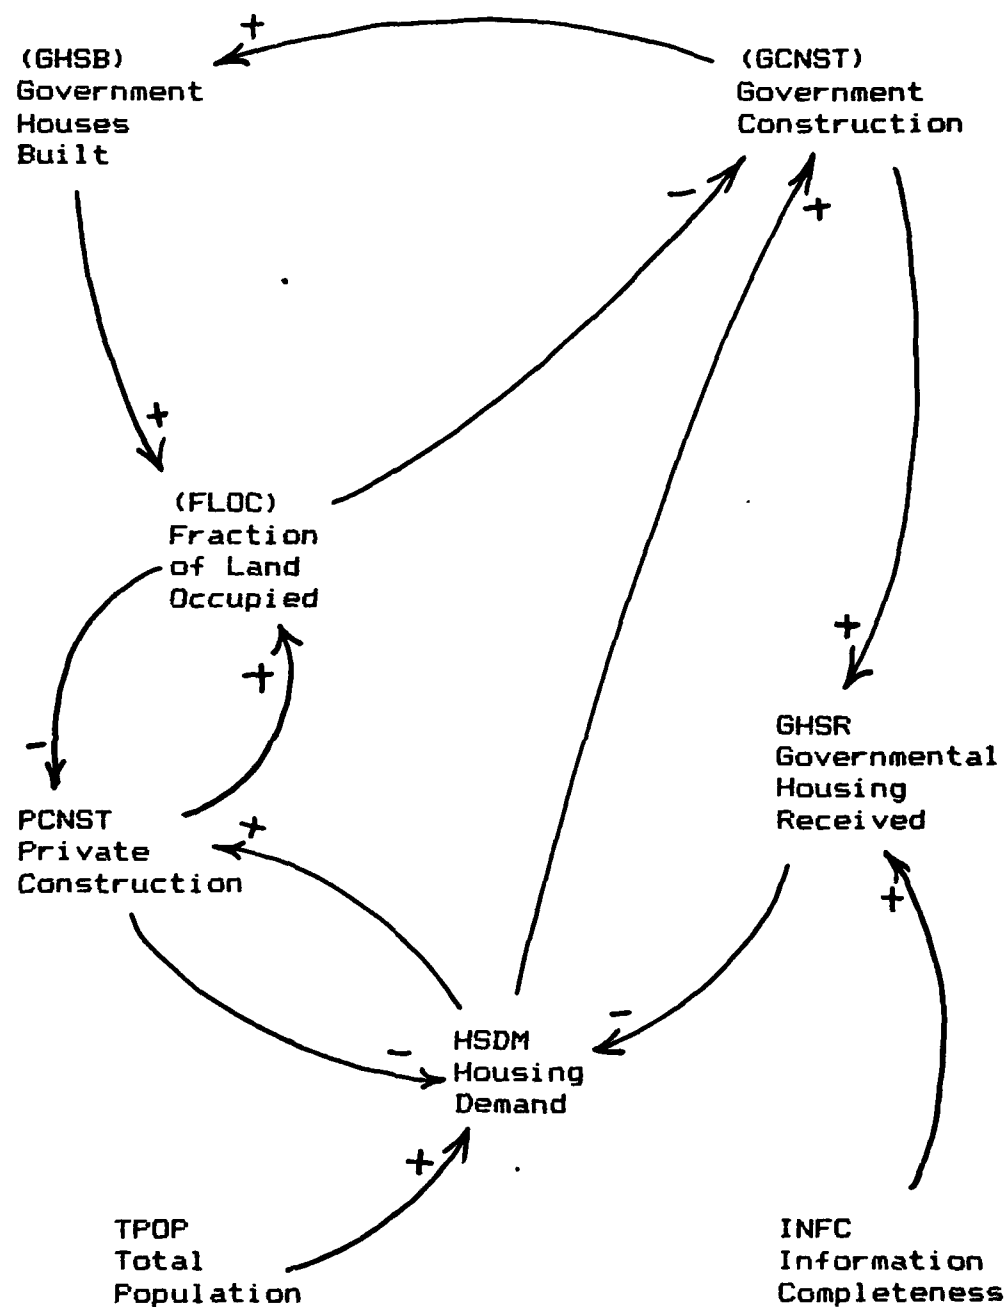 +
(GHSB)
Government
Houses
Built
(GCNST)
Government
Construction
-
+
+
(FLOC)
Fraction
of Land
Occupied
+
+
-
GHSR
Governmental
Housing
Received
PCNST
Private
Construction
+
+
-
-
HSDM
Housing
Demand
+
TPOP
Total
Population
INFC
Information
Completeness